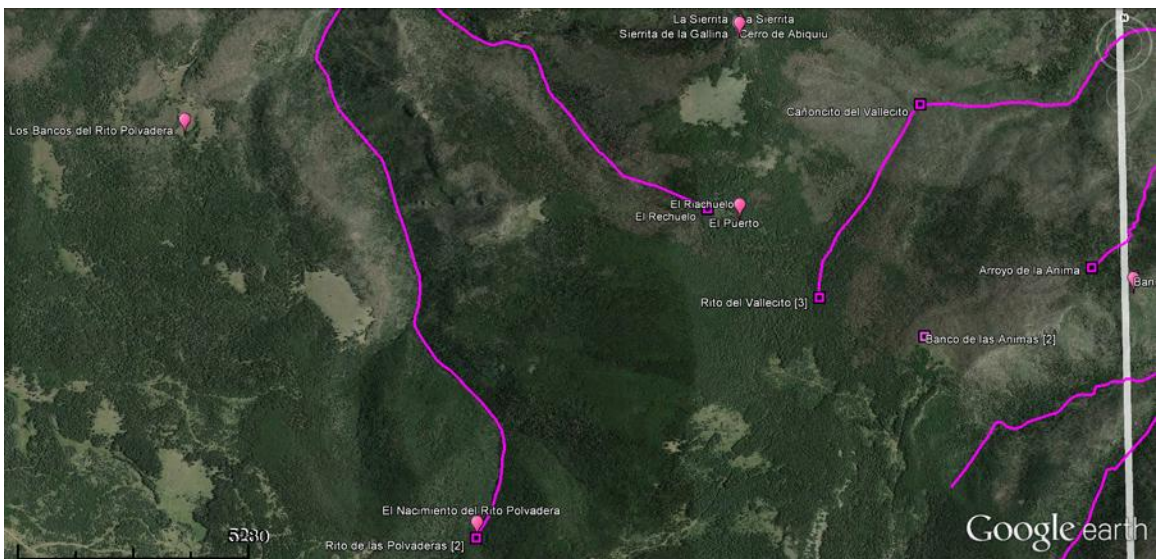 N
La Sierrita La Sierrita
Sierrita de la Gallina Cerro de Abiquiu
Cañoncito del Vallecito
Los Bancos del Rito Polvadera
El Riachuelo
El Rechuelo
El Puerto
Arroyo de la Anima
Rito del Vallecito [3]
Banco de las Animas [2]
El Nacimiento del Rito Polvadera
Rito de las Polvaderas [2]
Google earth